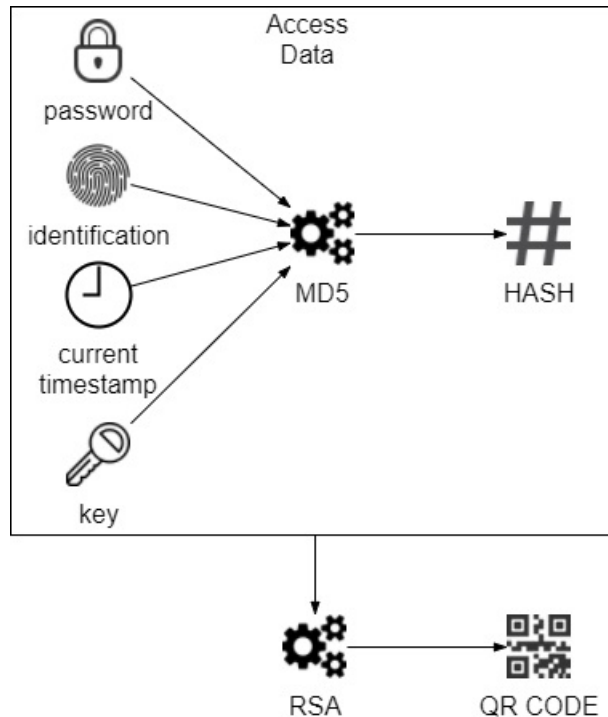 Access
Data
password
identification
current
timestamp
key
MD5
HASH
RSA
QR CODE